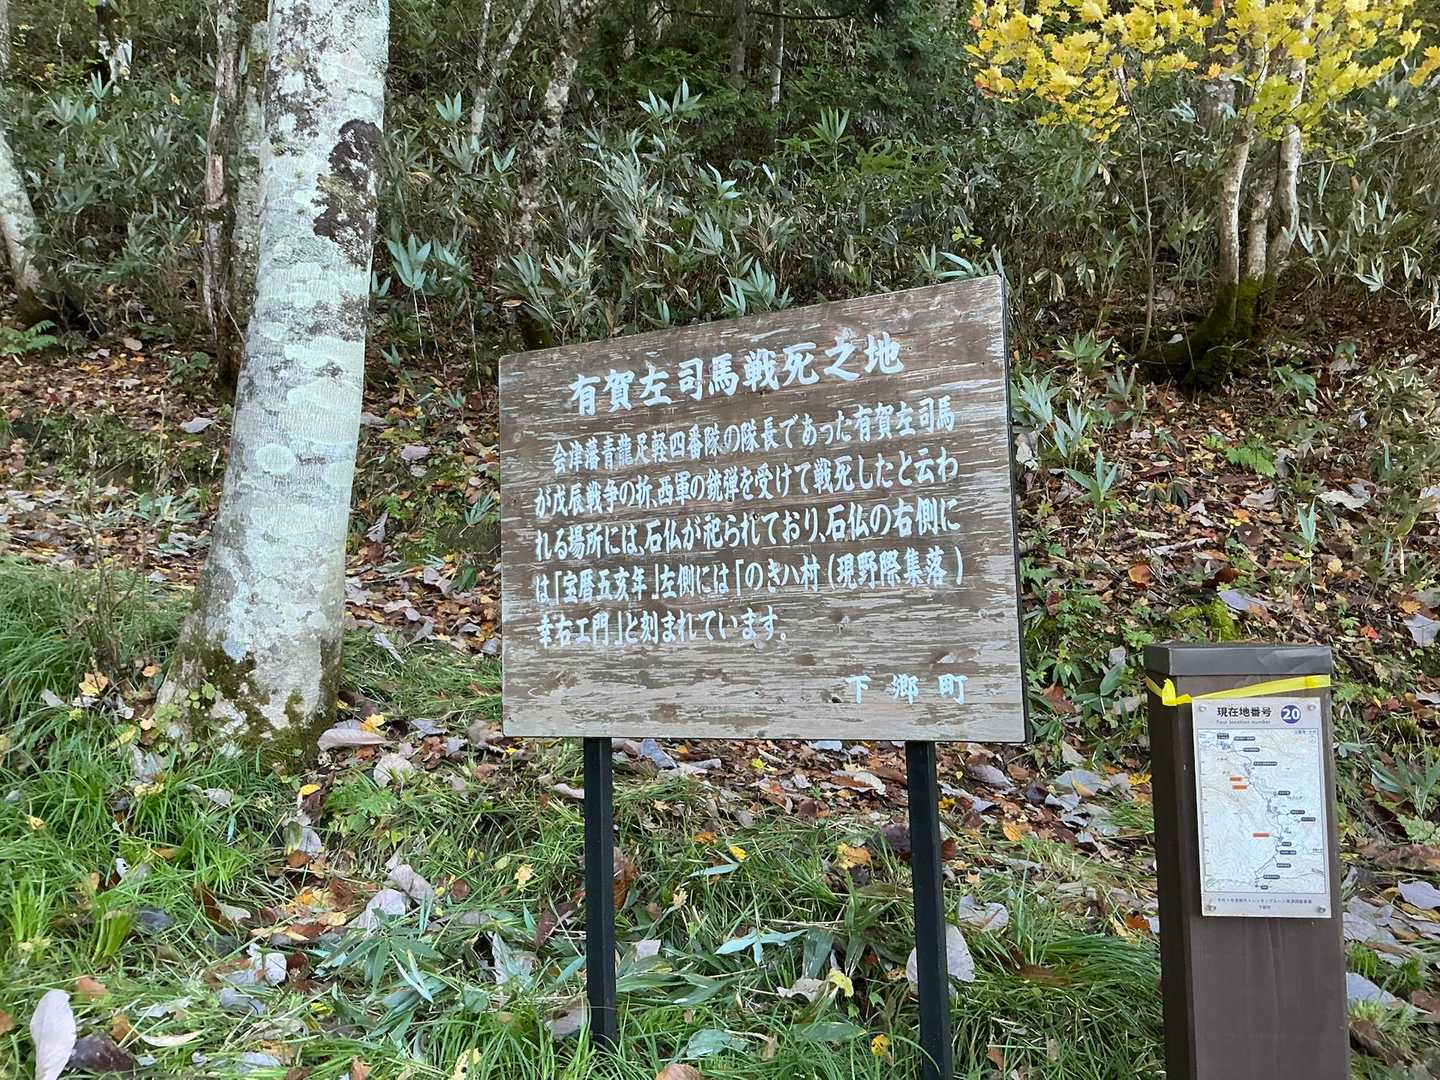 有賀左司馬戦死之地
会津藩青龍足軽四番隊の隊長であった有賀左司馬
が戊辰戦争の折、西軍の銃弾を受けて戦死したと云わ
れる場所には、石仏が祀られており、石仏の右側に
は「宝暦五亥年」左側には「のきハ村(現野際集落)
幸右エ門」と刻まれています。
下郷町
現在地番号 20
Your location number